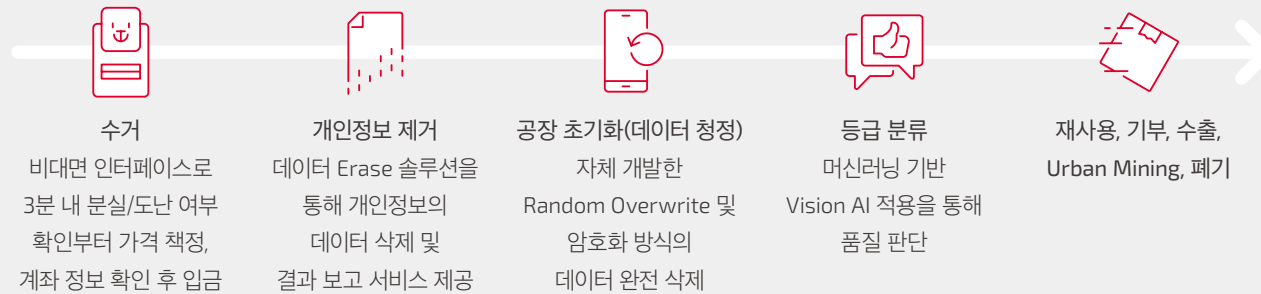 수거
비대면 인터페이스로
3분 내 분실/도난 여부
확인부터 가격 책정,
계좌 정보 확인 후 입금
개인정보 제거
데이터 Erase 솔루션을
통해 개인정보의
데이터 삭제 및
결과 보고 서비스 제공
공장 초기화(데이터 청정)
자체 개발한
Random Overwrite 및
암호화 방식의
데이터 완전 삭제
등급 분류
머신러닝 기반
Vision AI 적용을 통해
품질 판단
재사용, 기부, 수출,
Urban Mining, 폐기